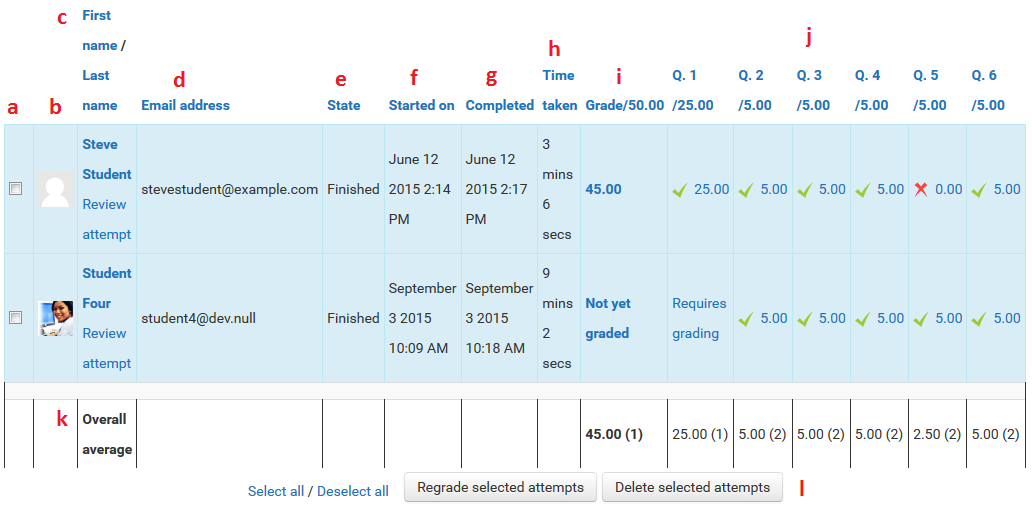 c First
name /
Last
name
a
b
d
Email address
e
State
f
Started on
g
Completed
h
Time
taken
i
Grade/50.00
j
Q. 1 Q. 2 Q. 3 Q. 4 Q. 5 Q. 6
/25.00 /5.00 /5.00 /5.00 /5.00 /5.00
Steve
Student
Review
attempt
stevestudent@example.com
Finished
June 12
2015 2:14
PM
June 12
2015 2:17
PM
3
mins
6
secs
45.00
25.00 5.00 5.00 5.00 0.00 5.00
Student
Four
Review
attempt
student4@dev.null
Finished
September
3 2015
10:09 AM
September
3 2015
10:18 AM
9
mins
2
secs
Not yet
graded
Requires
grading
5.00 5.00 5.00 5.00 5.00
k
Overall
average
45.00 (1) 25.00 (1) 5.00 (2) 5.00 (2) 5.00 (2) 2.50 (2) 5.00 (2)
Select all / Deselect all Regrade selected attempts Delete selected attempts l